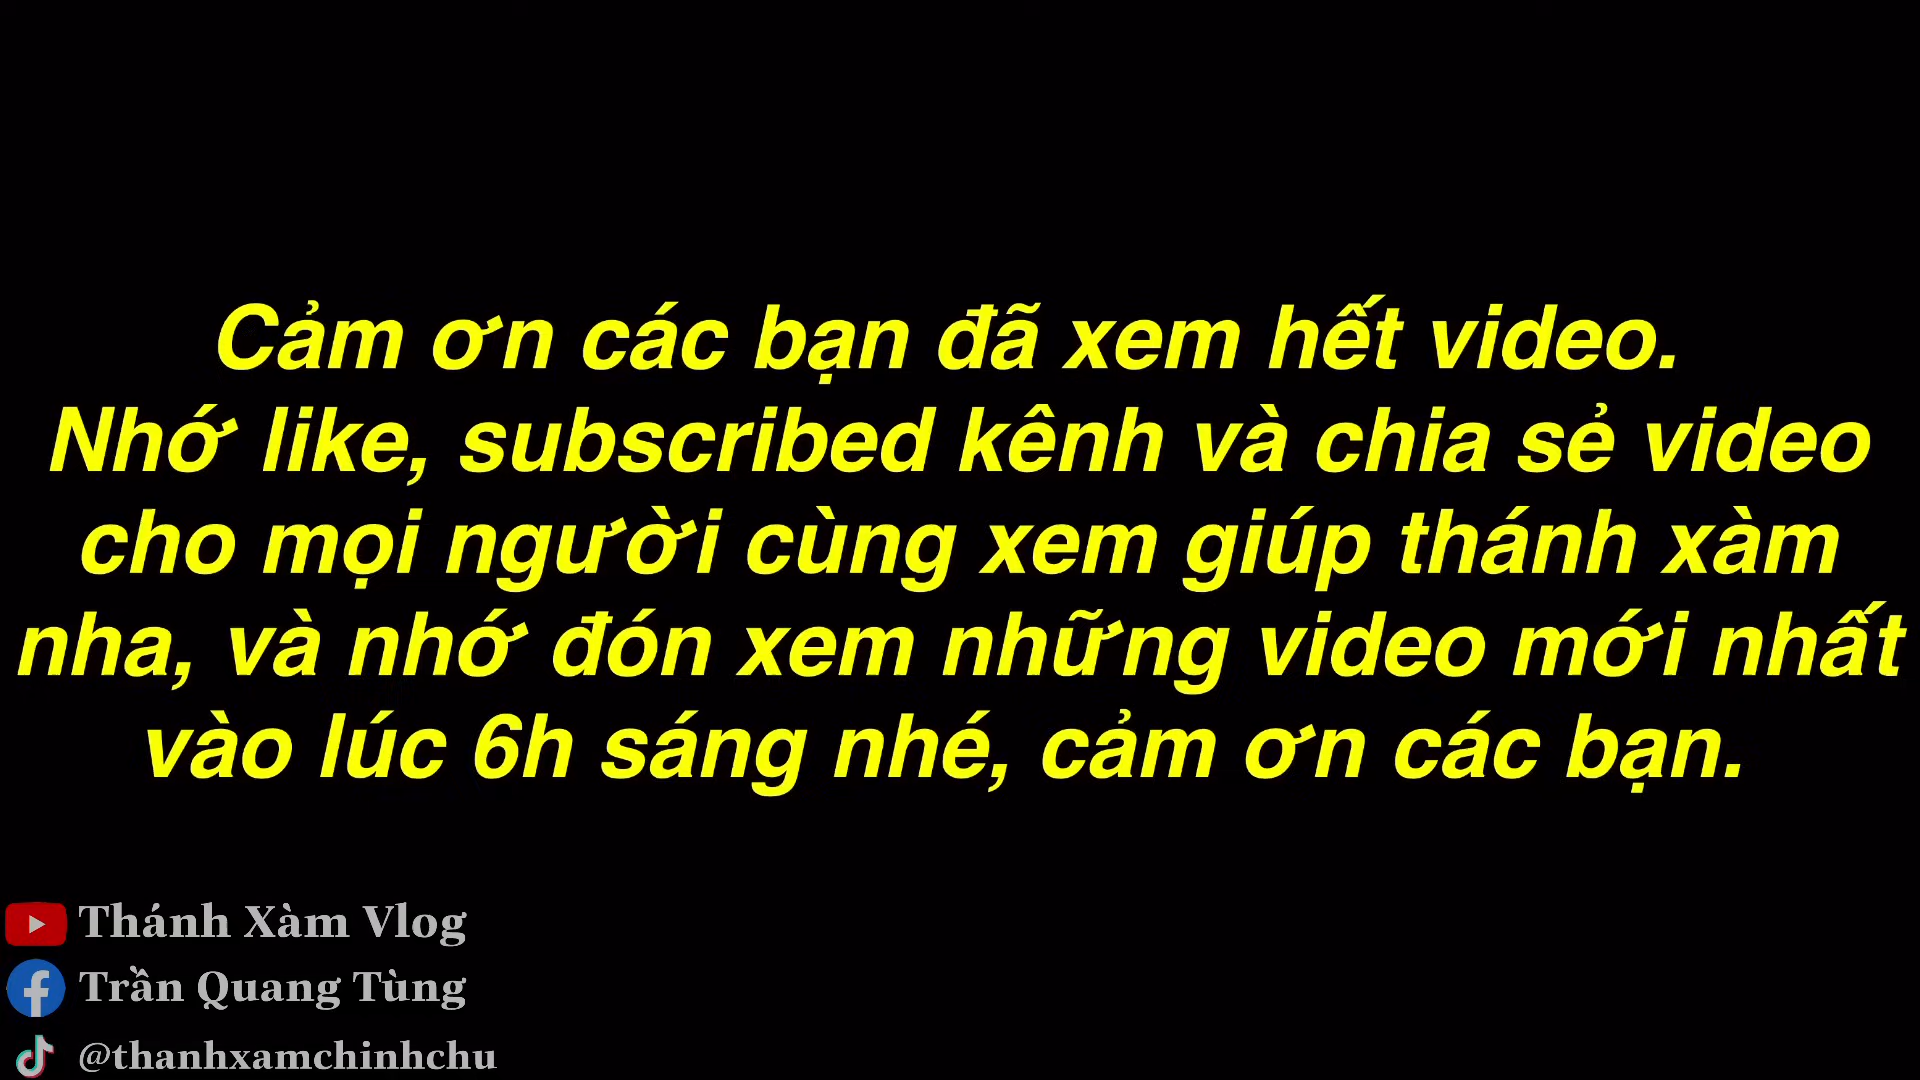 Cảm ơn các bạn đã xem hết video.
Nhớ like, subscribed kênh và chia sẻ video
cho mọi người cùng xem giúp thánh xàm
nha, và nhớ đón xem những video mới nhất
vào lúc 6h sáng nhé, cảm ơn các bạn.
Thánh Xàm Vlog
Trần Quang Tùng
@thanhxamchinhchu